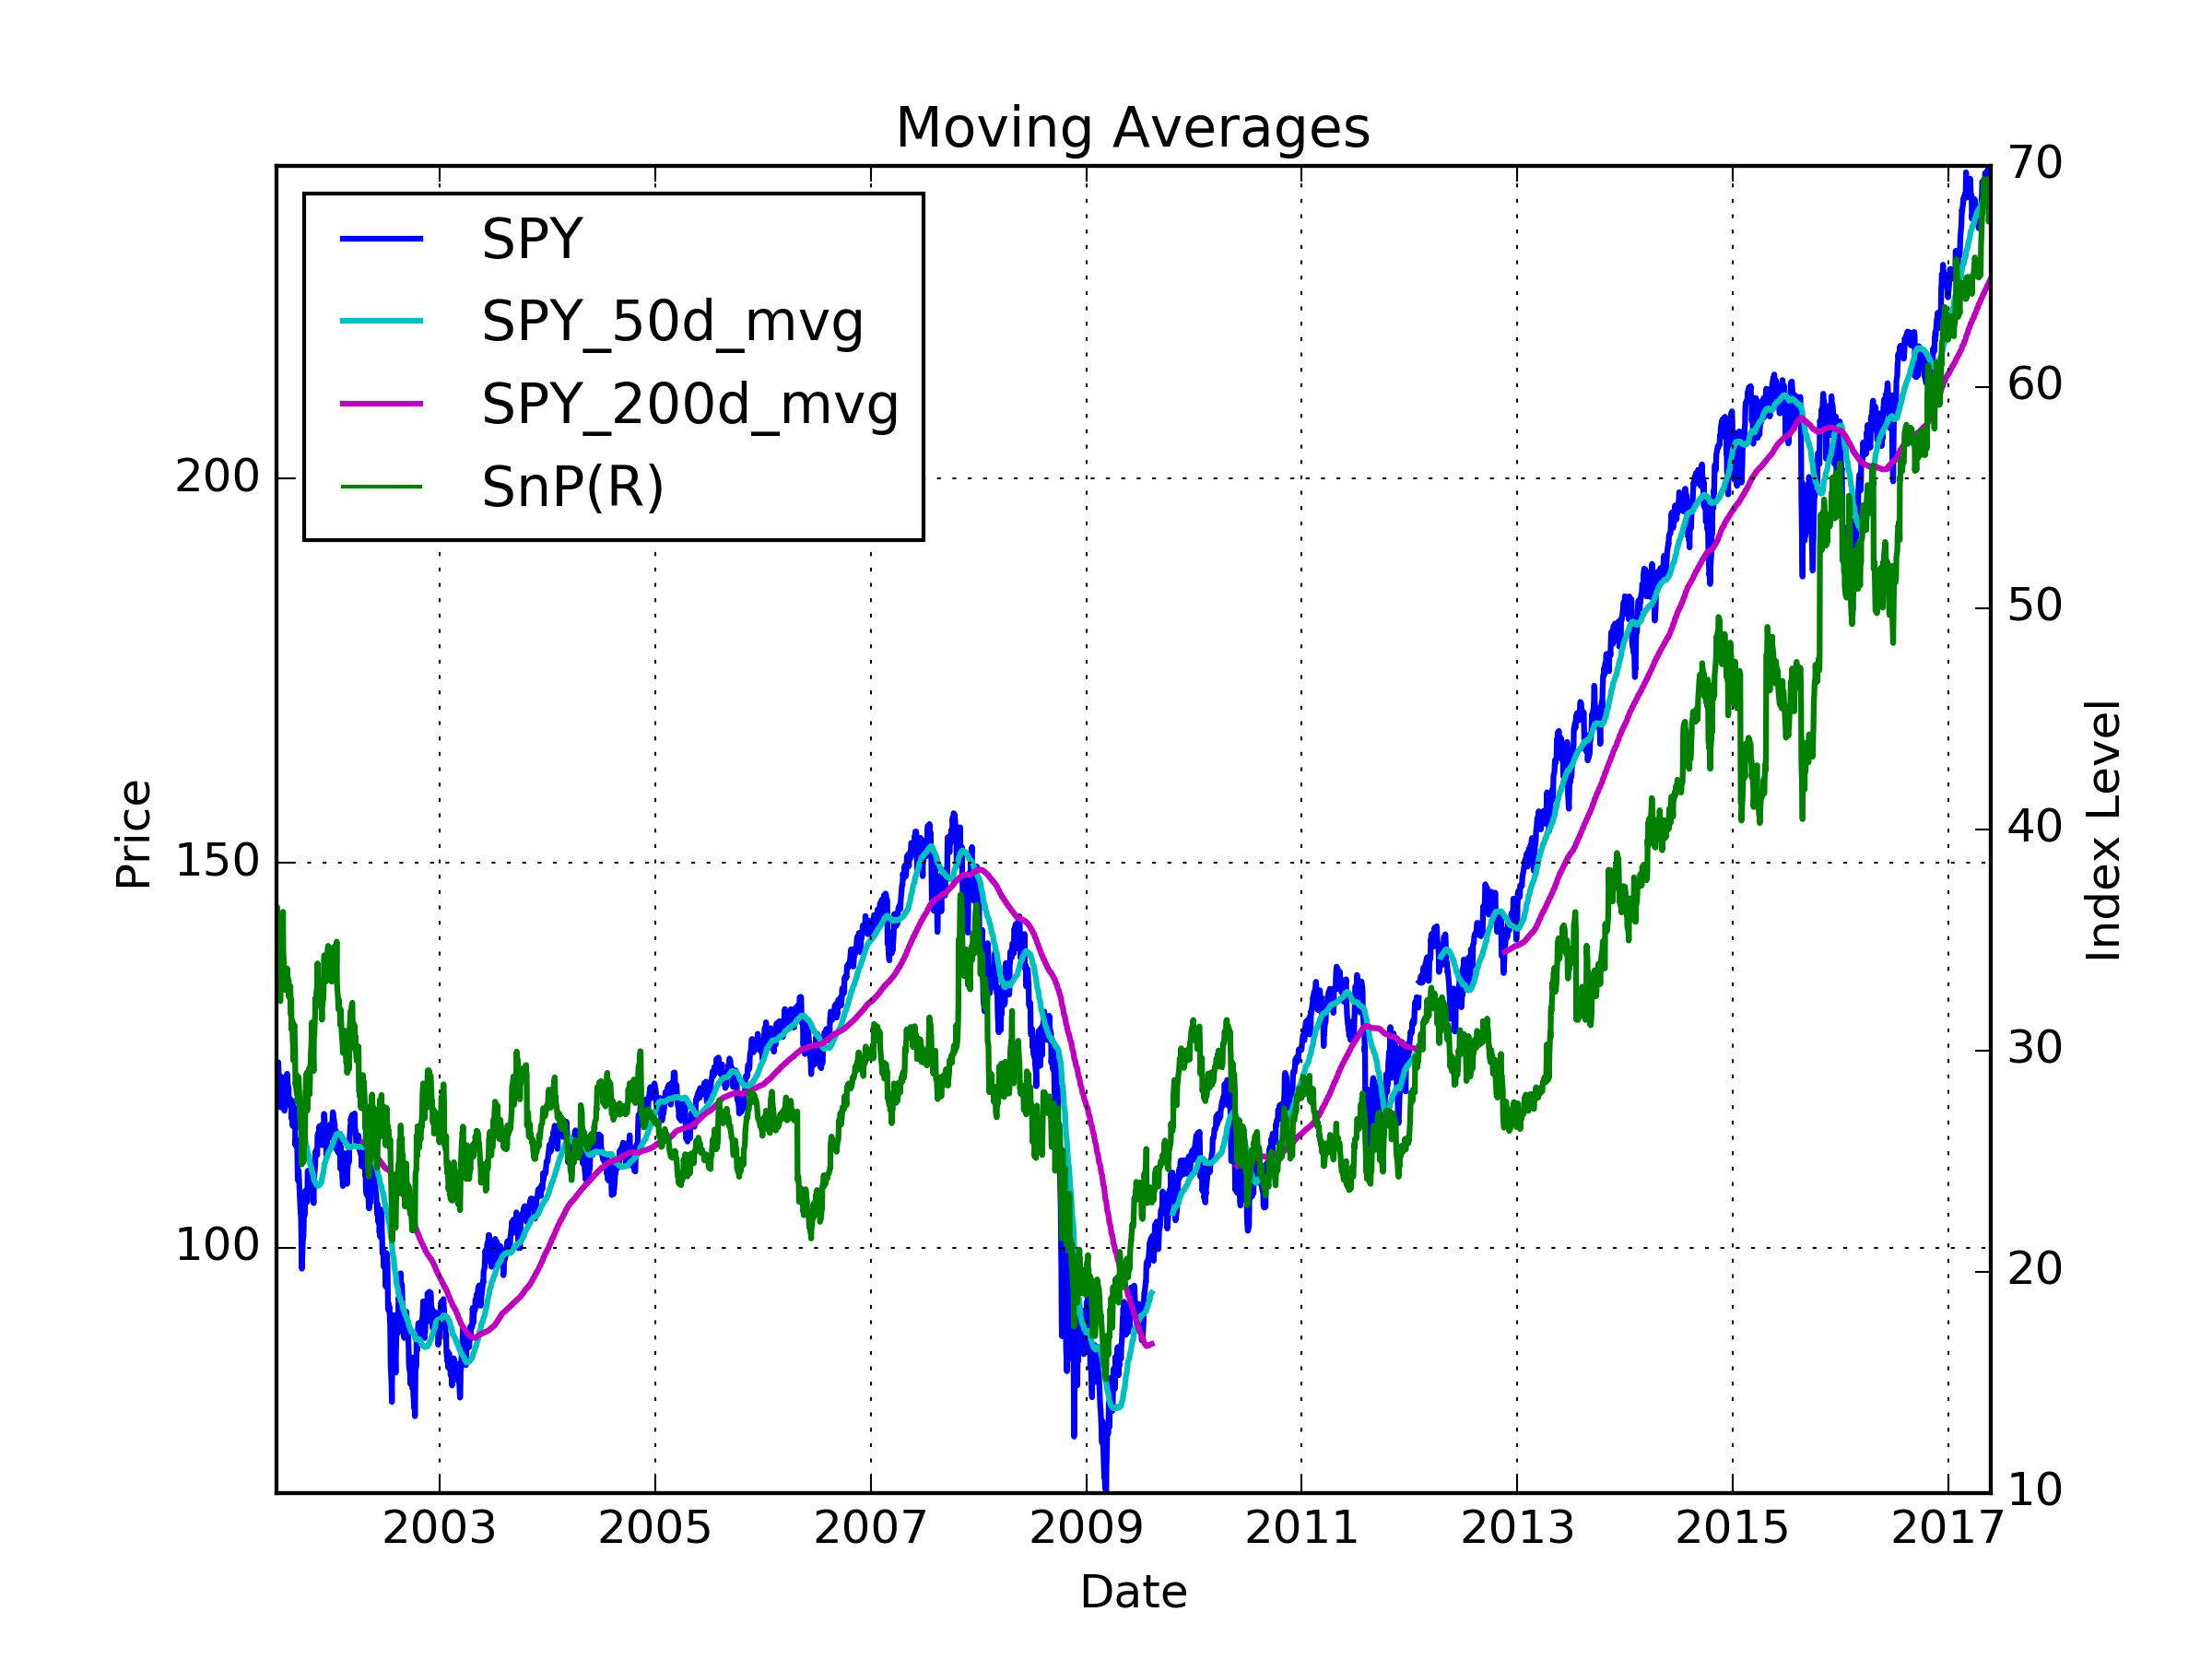 Moving Averages
SPY
SPY_50d_mvg
SPY_200d_mvg
SnP(R)
Price
200
150
100
70
60
50
40
30
20
10
Index Level
2003 2005 2007 2009 2011 2013 2015 2017
Date